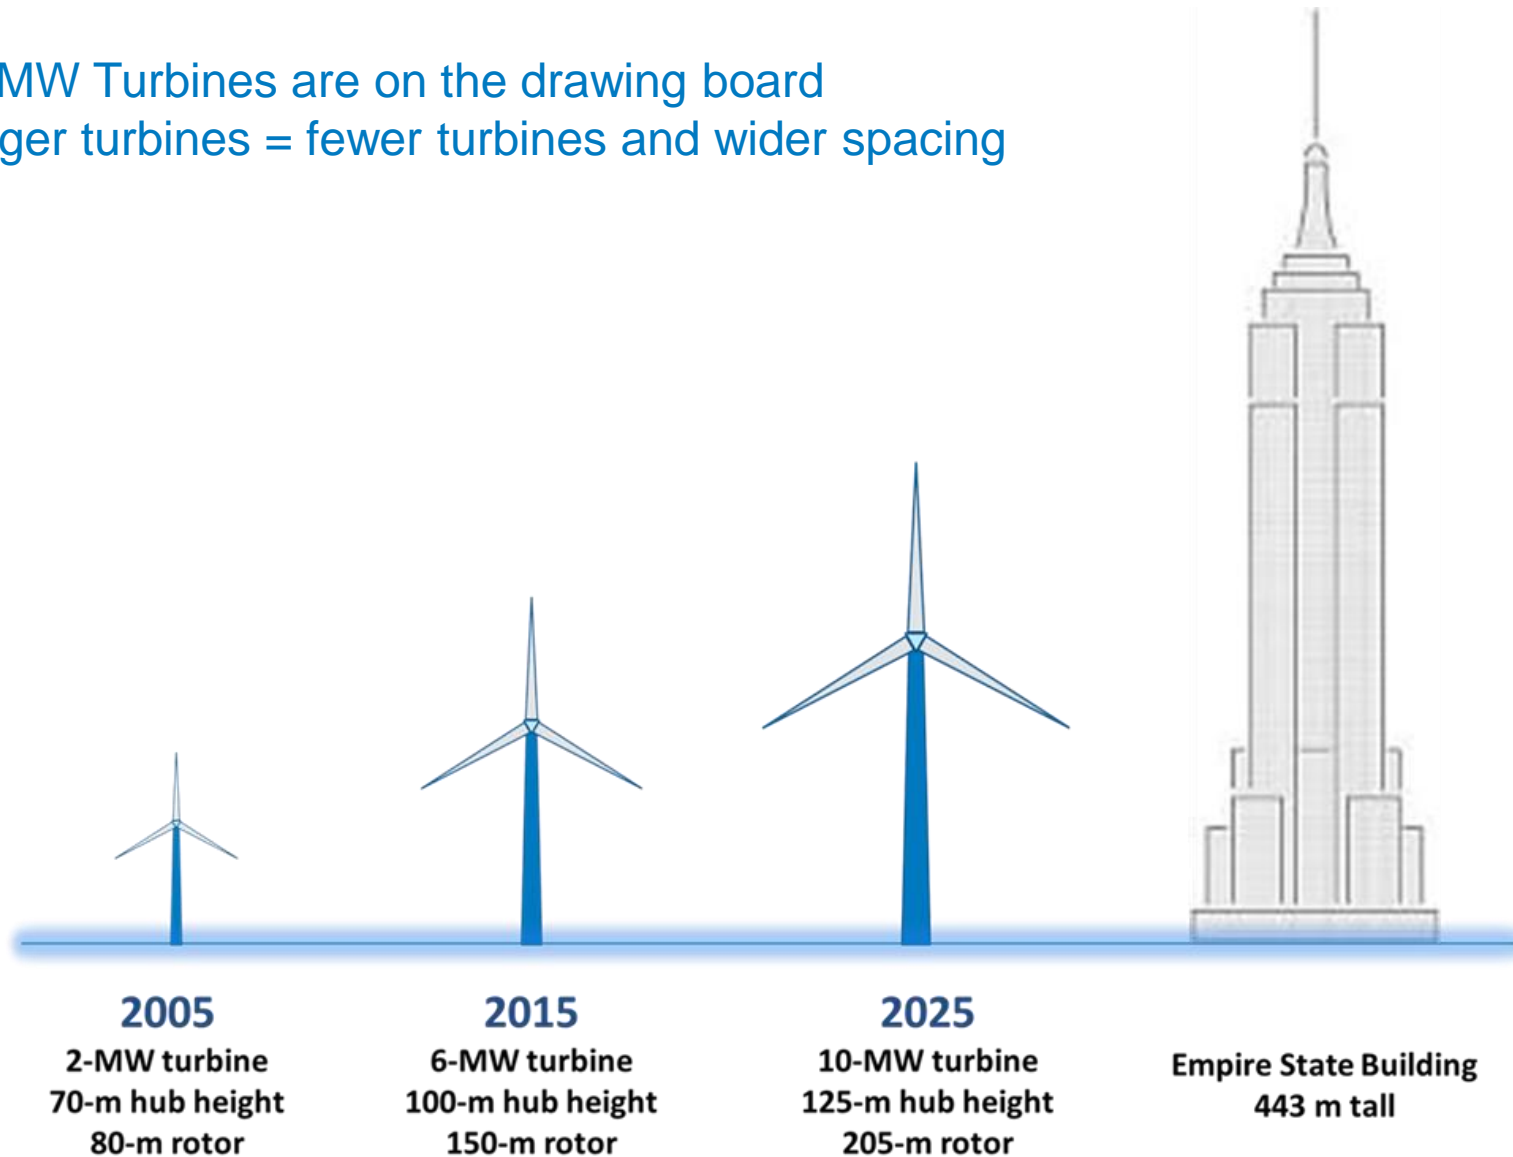 MW Turbines are on the drawing board
ger turbines = fewer turbines and wider spacing
2005
2-MW turbine
70-m hub height
80-m rotor
2015
6-MW turbine
100-m hub height
150-m rotor
2025
10-MW turbine
125-m hub height
205-m rotor
Empire State Building
443 m tall